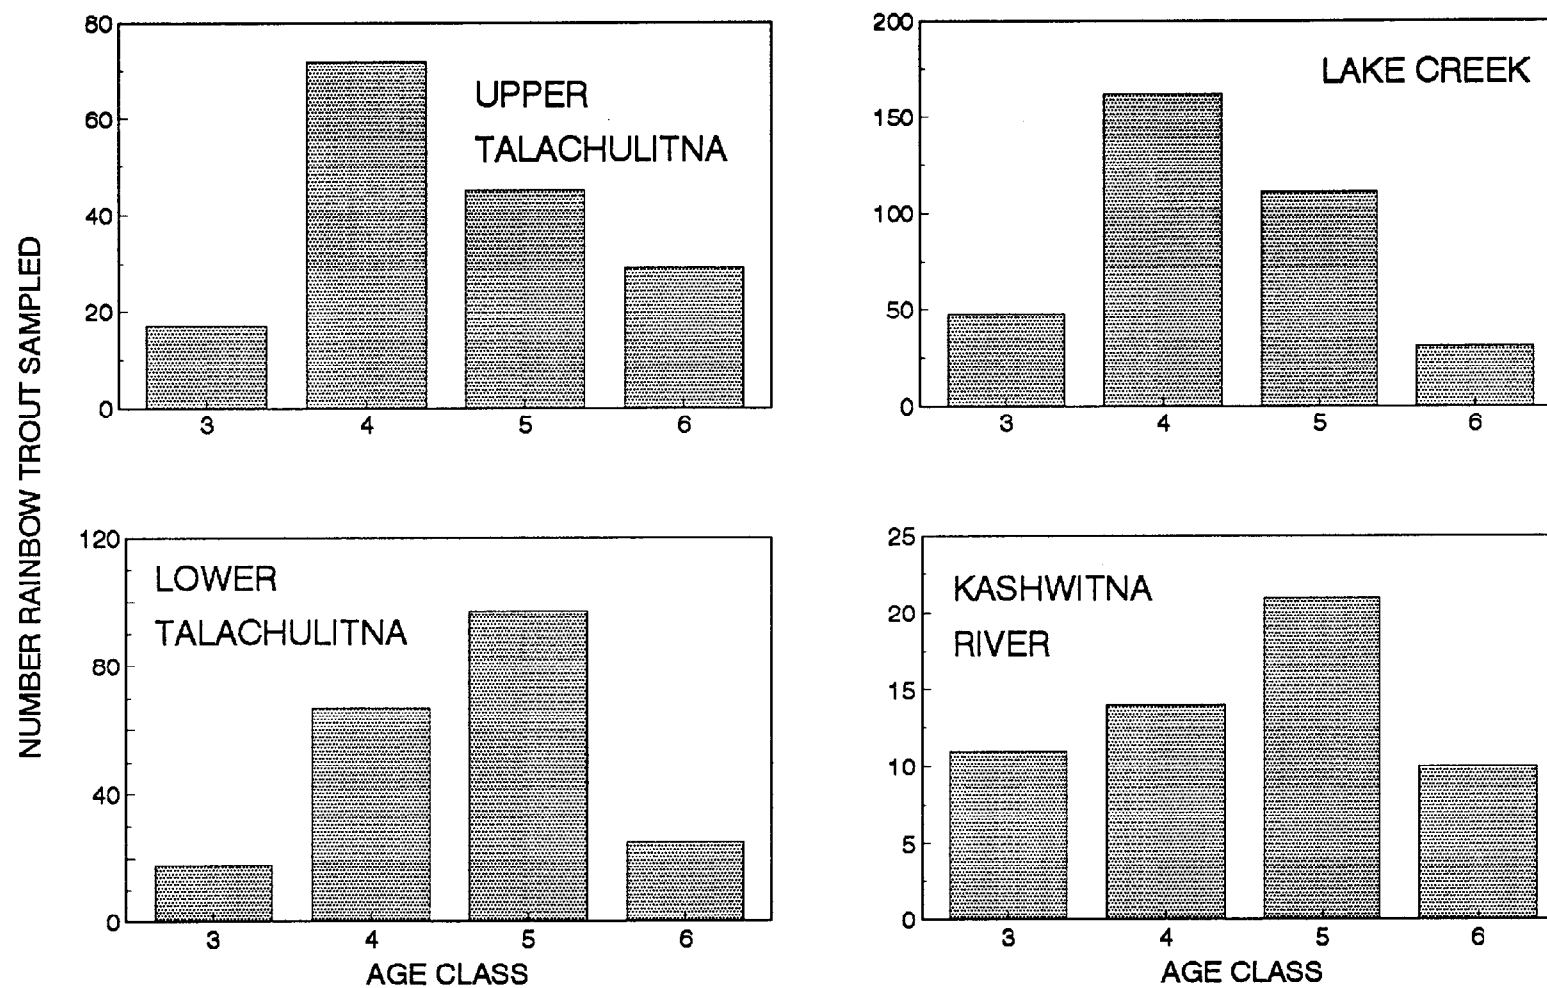 NUMBER RAINBOW TROUT SAMPLED
80
60
40
20
0
UPPER
TALACHULITNA
3 4 5 6
200
150
100
50
0
LAKE CREEK
3 4 5 6
120
80
40
0
LOWER
TALACHULITNA
3 4 5 6
AGE CLASS
25
20
15
10
5
0
KASHWITNA
RIVER
3 4 5 6
AGE CLASS